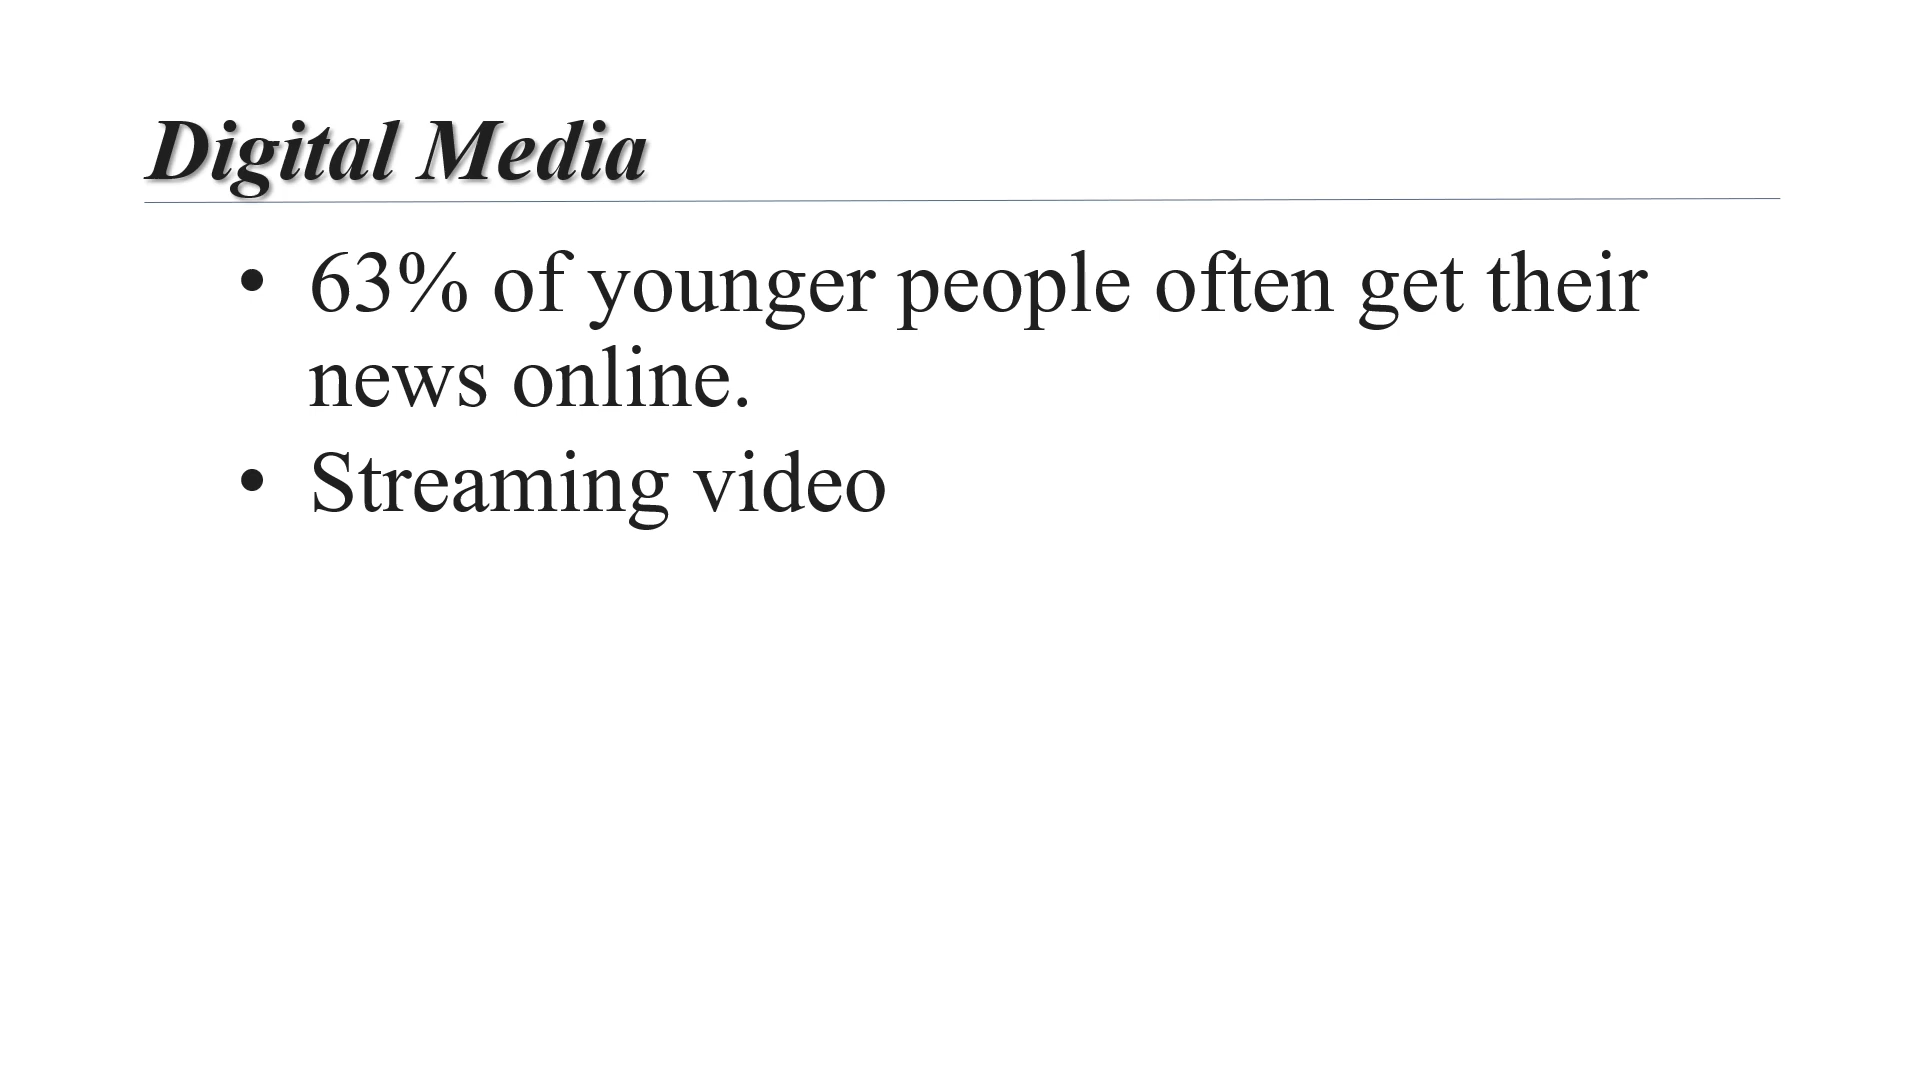 Digital Media
• 63% of younger people often get their
news online.
• Streaming video